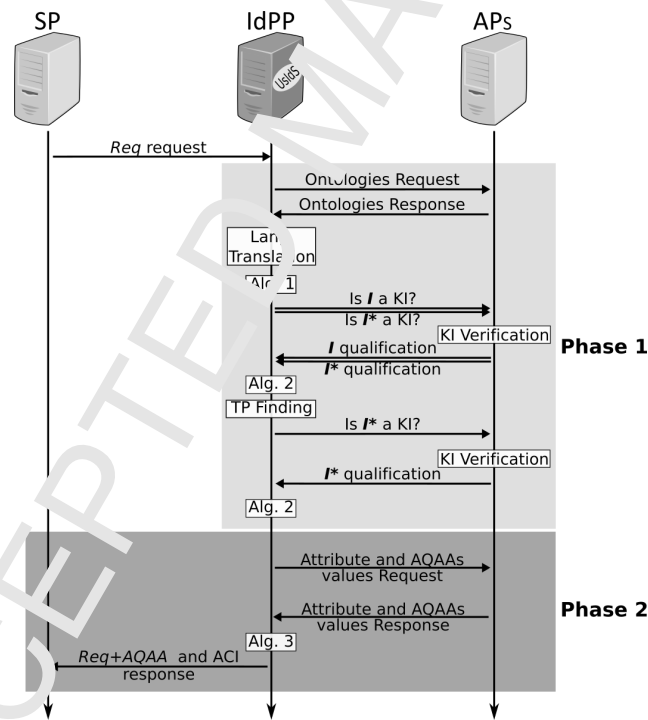 SP IdPP APs
UsIdS
Req request
Ontologies Request
Ontologies Response
Translation
Alg. 1
Is I a KI?
Is I* a KI?
KI Verification
Phase 1
I qualification
I* qualification
Alg. 2
TP Finding
Is I* a KI?
KI Verification
I* qualification
Alg. 2
Attribute and AQAAs
values Request
Phase 2
Attribute and AQAAs
values Response
Alg. 3
Req+AQAA and ACI
response